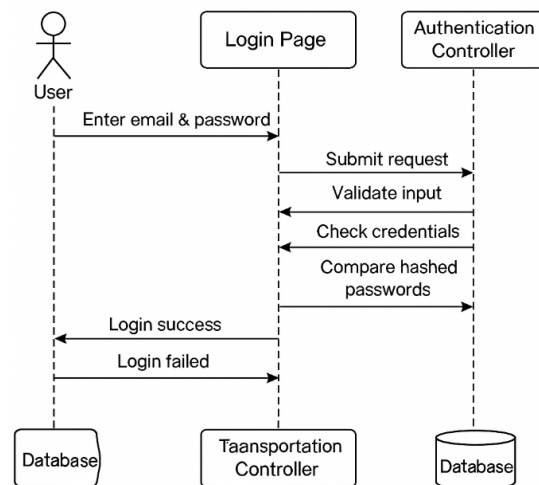 User
Login Page
Authentication
Controller
Enter email & password
Submit request
Validate input
Check credentials
Compare hashed
passwords
Login success
Login failed
Database
Taansportation
Controller
Database